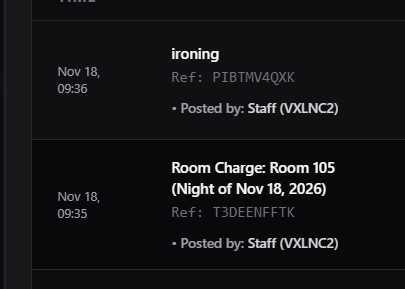 TIME
ironing
Nov 18,
09:36
Ref: PIBTMV4QXK
• Posted by: Staff (VXLNC2)
Room Charge: Room 105
(Night of Nov 18, 2026)
Nov 18,
09:35
Ref: T3DEENFFTK
• Posted by: Staff (VXLNC2)